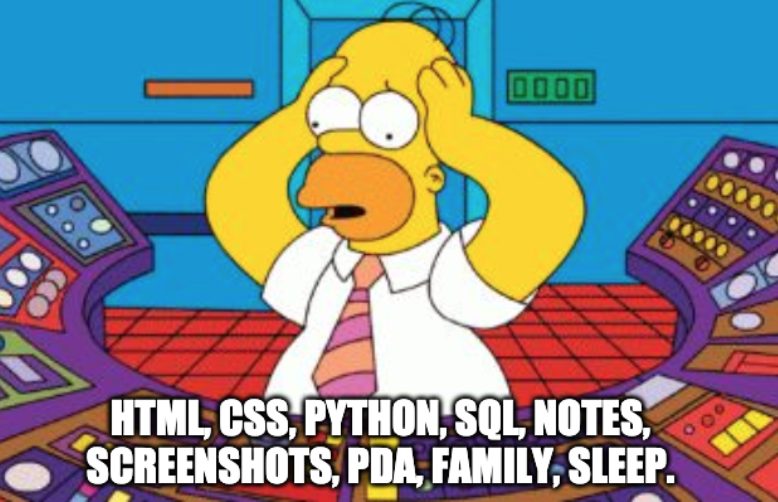 HTML, CSS, PYTHON, SQL, NOTES,
SCREENSHOTS, PDA, FAMILY, SLEEP.